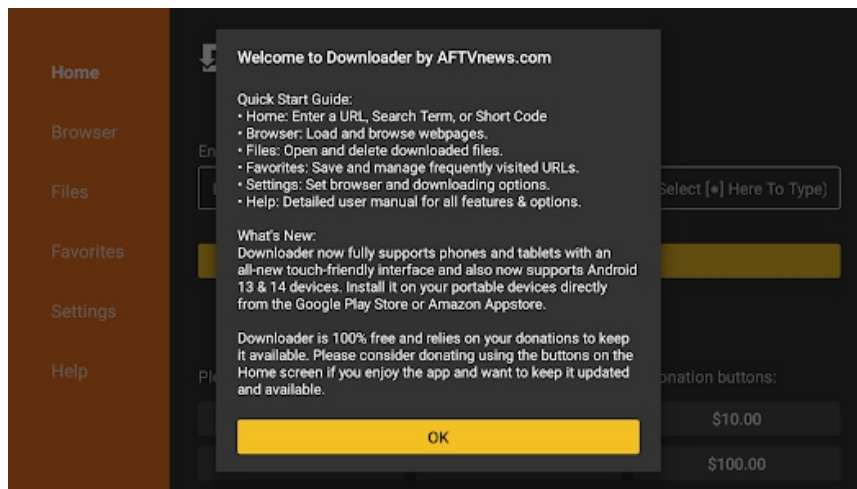 Home
Browser
Files
Favorites
Settings
Help
Welcome to Downloader by AFTVnews.com
Quick Start Guide:
• Home: Enter a URL, Search Term, or Short Code
• Browser: Load and browse webpages.
• Files: Open and delete downloaded files.
• Favorites: Save and manage frequently visited URLs.
• Settings: Set browser and downloading options.
• Help: Detailed user manual for all features & options.
What's New:
Downloader now fully supports phones and tablets with an
all-new touch-friendly interface and also now supports Android
13 & 14 devices. Install it on your portable devices directly
from the Google Play Store or Amazon Appstore.
Downloader is 100% free and relies on your donations to keep
it available. Please consider donating using the buttons on the
Home screen if you enjoy the app and want to keep it updated
and available.
OK
Select [●] Here To Type)
onation buttons:
$10.00
$100.00